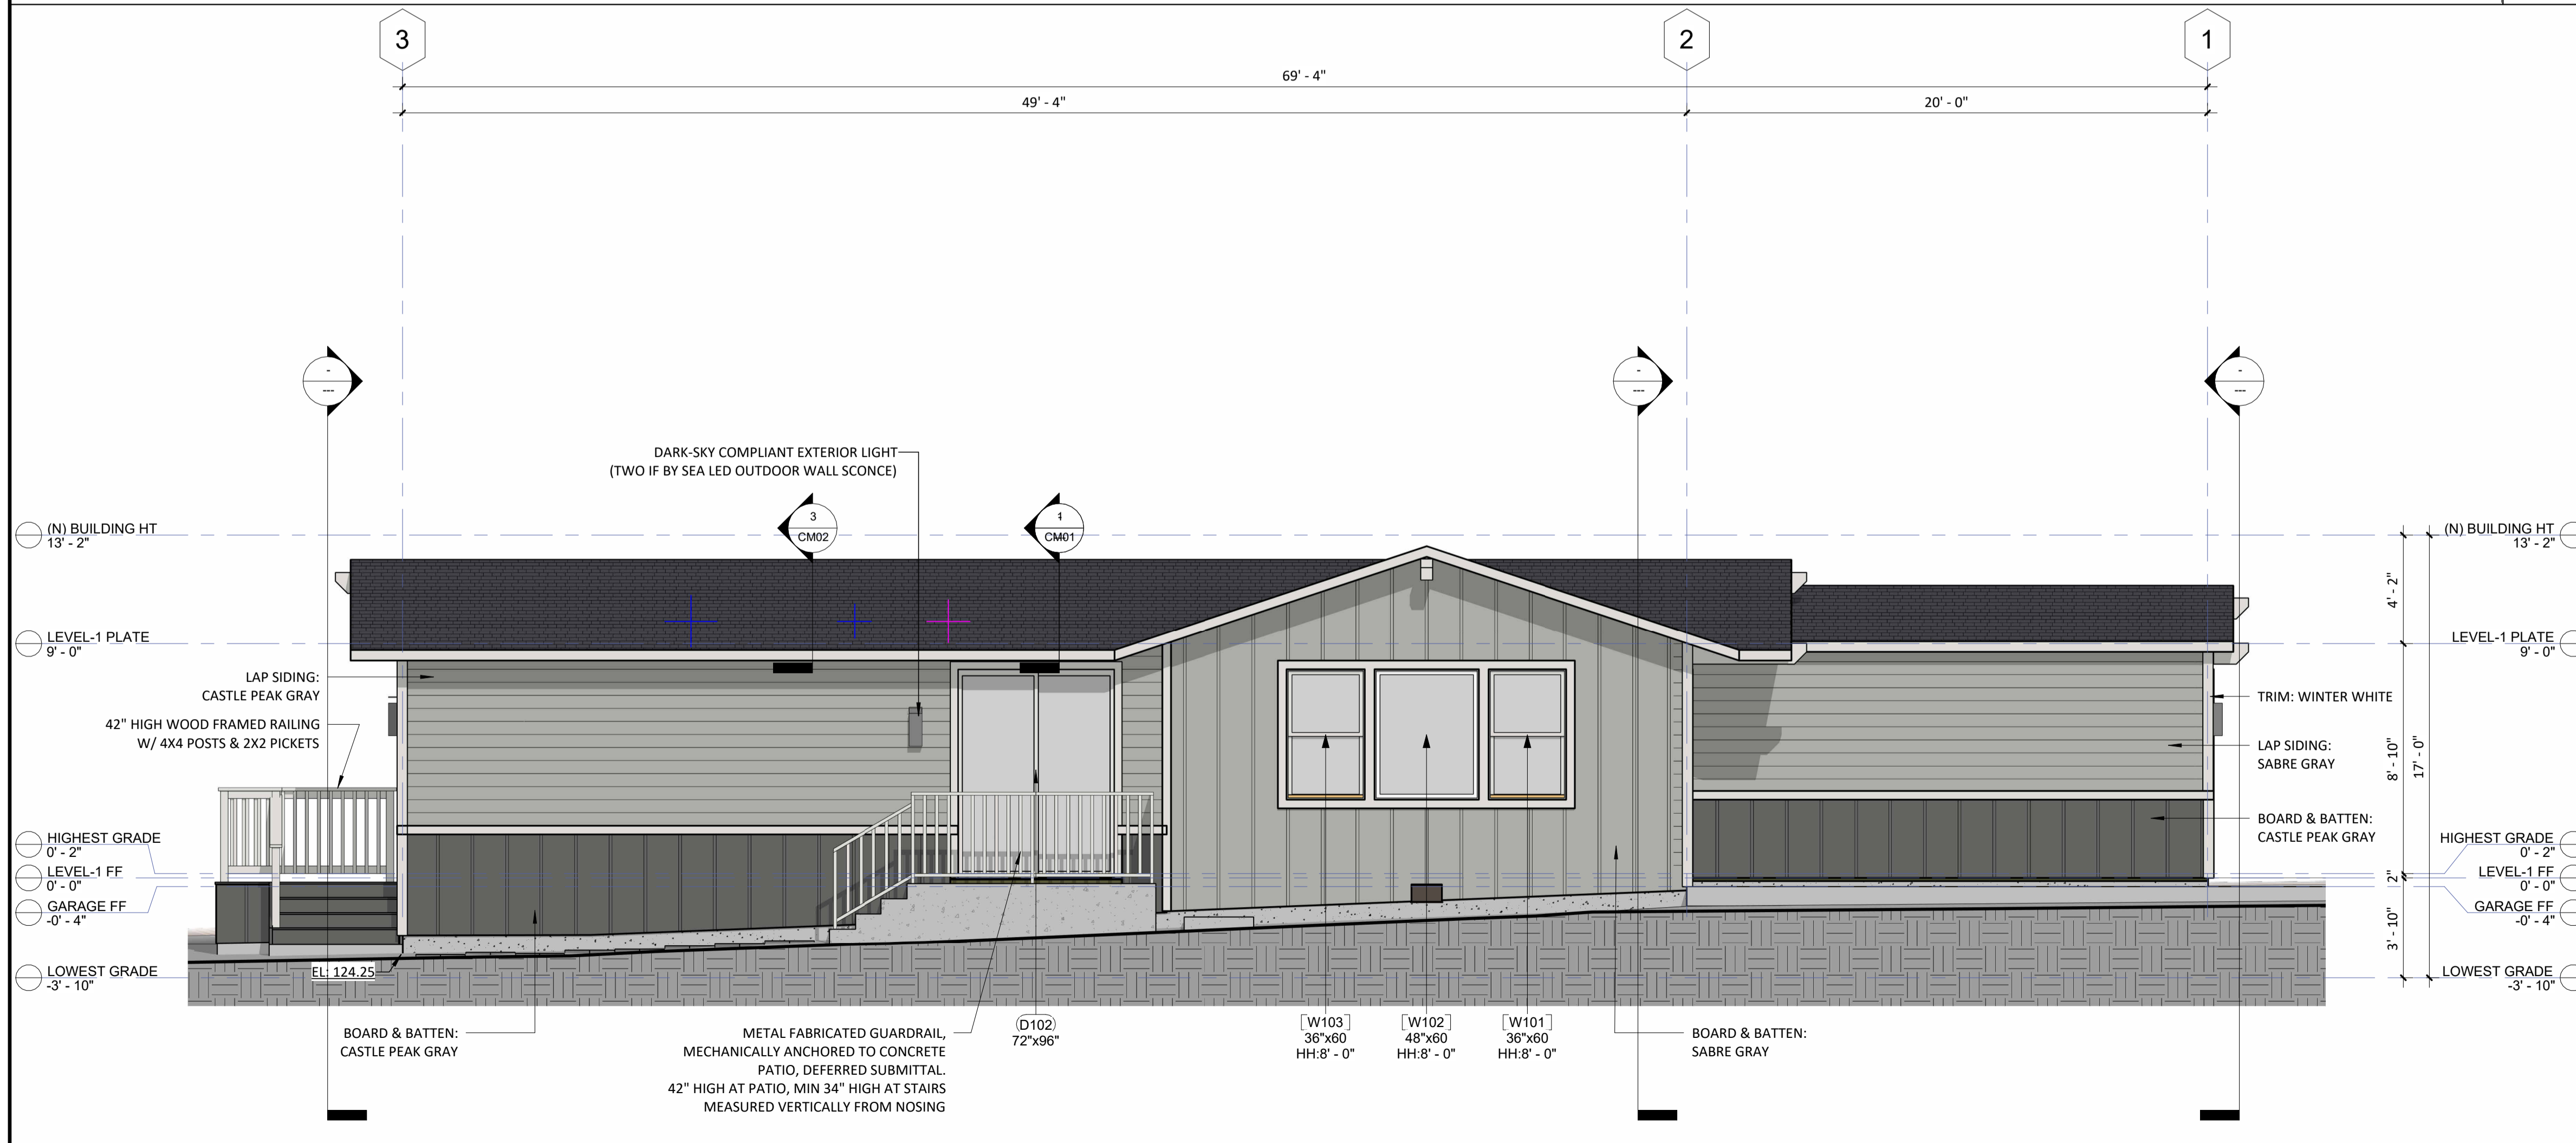 3
2
1
69' - 4"
49' - 4"
20' - 0"
-
---
-
---
-
---
DARK-SKY COMPLIANT EXTERIOR LIGHT
(TWO IF BY SEA LED OUTDOOR WALL SCONCE)
3
CM02
CM01
(N) BUILDING HT
13' - 2"
LEVEL-1 PLATE
9' - 0"
LAP SIDING:
CASTLE PEAK GRAY
42" HIGH WOOD FRAMED RAILING
W/ 4X4 POSTS & 2X2 PICKETS
HIGHEST GRADE
0' - 2"
LEVEL-1 FF
0' - 0"
GARAGE FF
-0' - 4"
LOWEST GRADE
-3' - 10"
EL: 124.25
BOARD & BATTEN:
CASTLE PEAK GRAY
METAL FABRICATED GUARDRAIL,
MECHANICALLY ANCHORED TO CONCRETE
PATIO, DEFERRED SUBMITTAL.
42" HIGH AT PATIO, MIN 34" HIGH AT STAIRS
MEASURED VERTICALLY FROM NOSING
D102
72"x96"
W103
36"x60
HH:8' - 0"
W102
48"x60
HH:8' - 0"
W101
36"x60
HH:8' - 0"
BOARD & BATTEN:
SABRE GRAY
TRIM: WINTER WHITE
LAP SIDING:
SABRE GRAY
BOARD & BATTEN:
CASTLE PEAK GRAY
4' - 2"
8' - 10"
17' - 0"
2"
3' - 10"
(N) BUILDING HT
13' - 2"
LEVEL-1 PLATE
9' - 0"
HIGHEST GRADE
0' - 2"
LEVEL-1 FF
0' - 0"
GARAGE FF
-0' - 4"
LOWEST GRADE
-3' - 10"